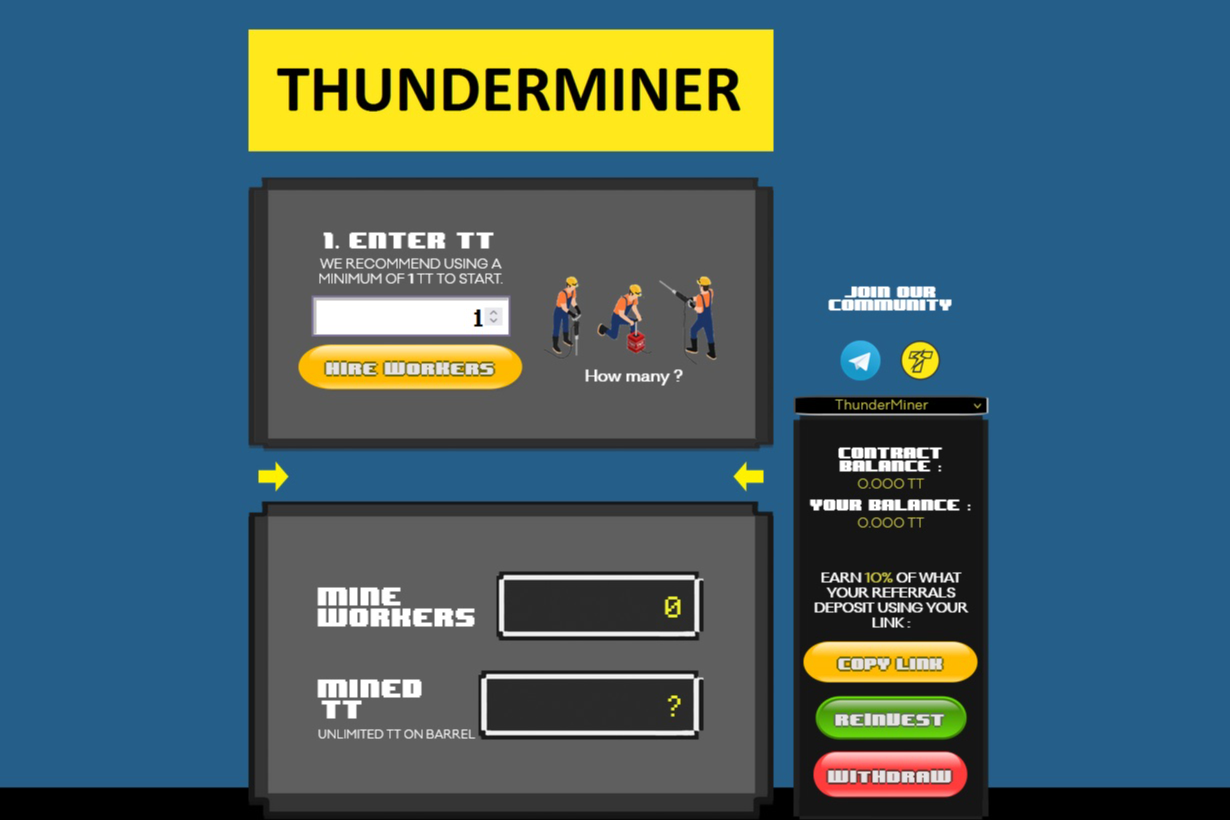 THUNDERMINER
1. ENTER TT
WE RECOMMEND USING A
MINIMUM OF 1 TT TO START.
1
HIRE WORKERS
How many ?
MINE
WORKERS
0
MINED
TT
?
UNLIMITED TT ON BARREL
JOIN OUR
COMMUNITY
ThunderMiner
CONTRACT
BALANCE :
0.000 TT
YOUR BALANCE :
0.000 TT
EARN 10% OF WHAT
YOUR REFERRALS
DEPOSIT USING YOUR
LINK :
COPY LINK
REINVEST
WITHDRAW